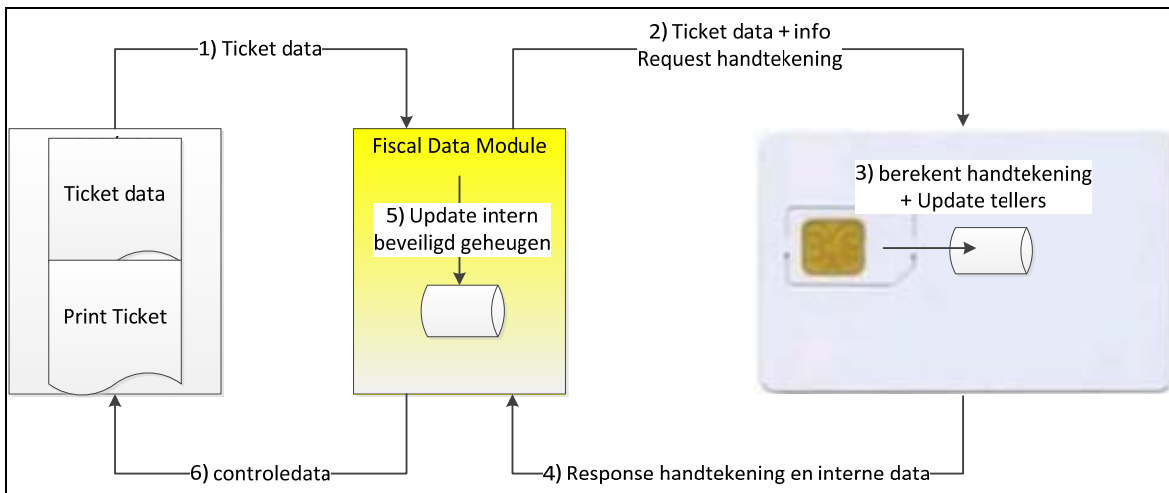 1) Ticket data
2) Ticket data + info
Request handtekening
Ticket data
Print Ticket
Fiscal Data Module
5) Update intern
beveiligd geheugen
3) berekent handtekening
+ Update tellers
6) controledata
4) Response handtekening en interne data